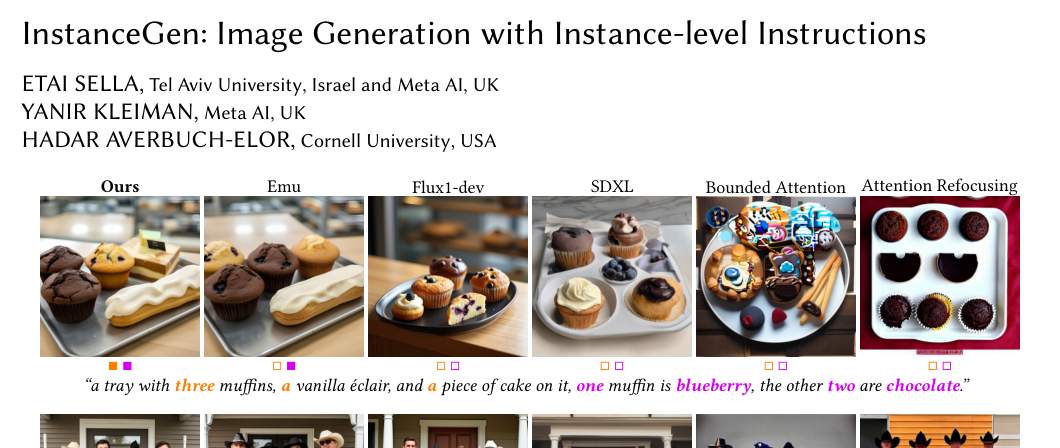 InstanceGen: Image Generation with Instance-level Instructions
ETAI SELLA, Tel Aviv University, Israel and Meta AI, UK
YANIR KLEIMAN, Meta AI, UK
HADAR AVERBUCH-ELOR, Cornell University, USA
Ours Emu Flux1-dev SDXL Bounded Attention Attention Refocusing
“a tray with three muffins, a vanilla éclair, and a piece of cake on it, one muffin is blueberry, the other two are chocolate.”